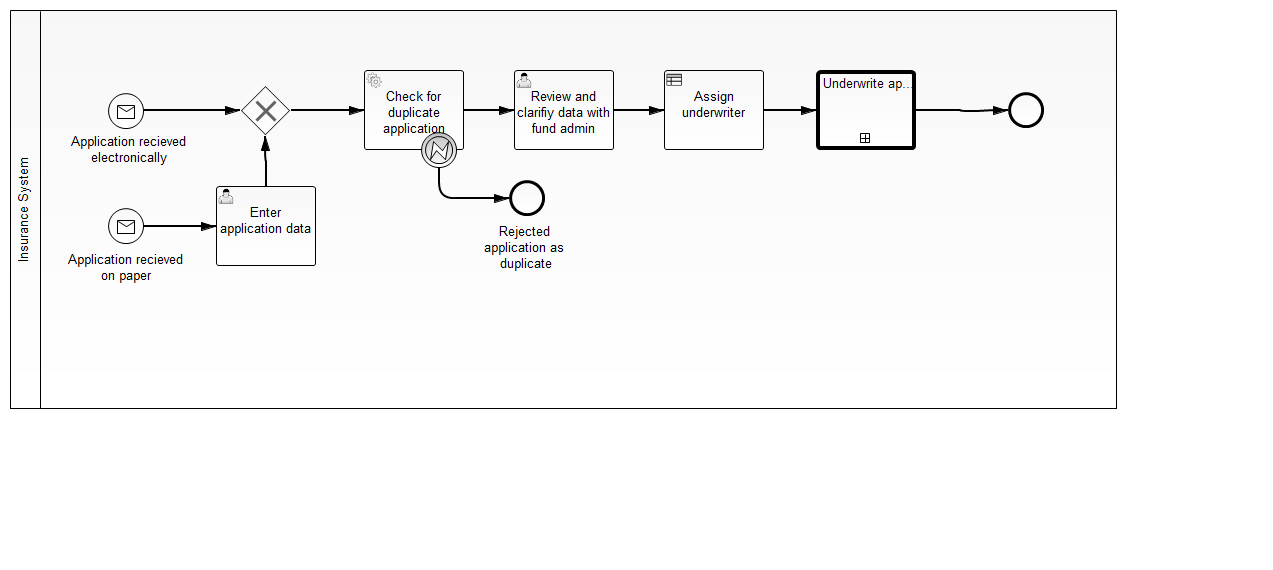 Insurance System
Application recieved
electronically
Application recieved
on paper
Enter
application data
Check for
duplicate
application
Rejected
application as
duplicate
Review and
clarifiy data with
fund admin
Assign
underwriter
Underwrite ap...